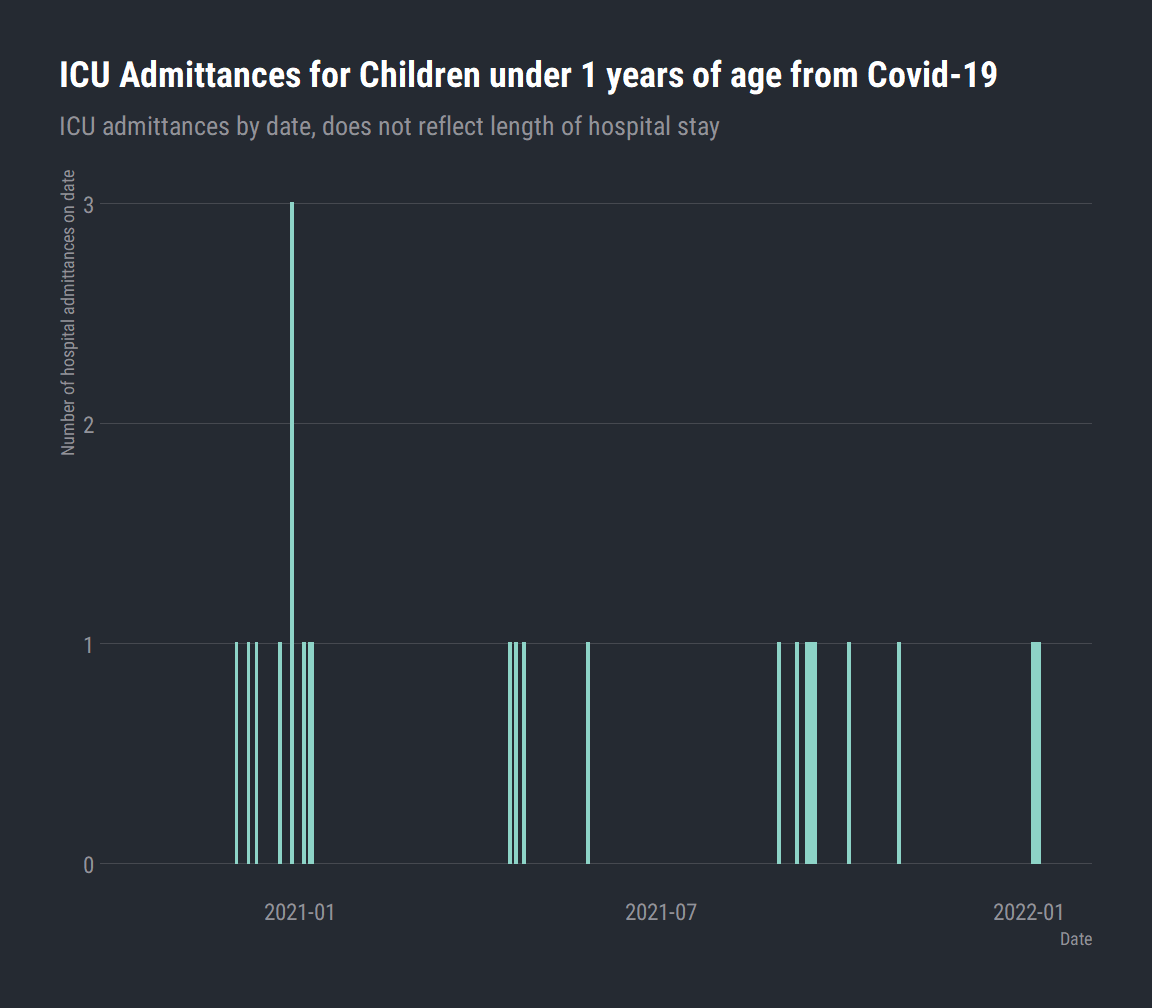 ICU Admittances for Children under 1 years of age from Covid-19
ICU admittances by date, does not reflect length of hospital stay
Number of hospital admittances on date
3
2
1
0
2021-01
2021-07
2022-01
Date